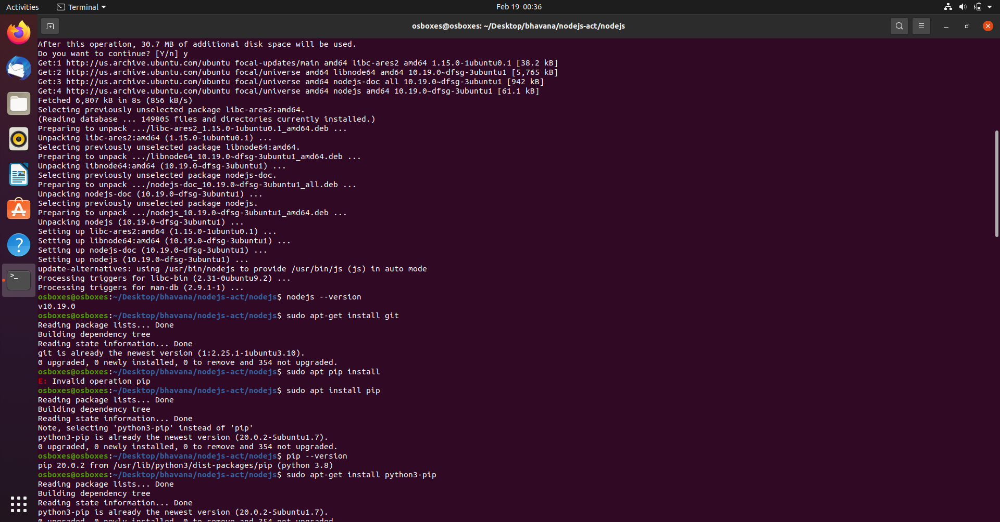 Activities
Terminal
Feb 19 00:36
osboxes@osboxes: ~/Desktop/bhavana/nodejs-act/nodejs
After this operation, 30.7 MB of additional disk space will be used.
Do you want to continue? [Y/n] y
Get:1 http://us.archive.ubuntu.com/ubuntu focal-updates/main amd64 libc-ares2 amd64 1.15.0-1ubuntu0.1 [38.2 kB]
Get:2 http://us.archive.ubuntu.com/ubuntu focal/universe amd64 libnode64 amd64 10.19.0~dfsg-3ubuntu1 [5,765 kB]
Get:3 http://us.archive.ubuntu.com/ubuntu focal/universe amd64 nodejs-doc all 10.19.0~dfsg-3ubuntu1 [942 kB]
Get:4 http://us.archive.ubuntu.com/ubuntu focal/universe amd64 nodejs amd64 10.19.0~dfsg-3ubuntu1 [61.1 kB]
Fetched 6,807 kB in 8s (856 kB/s)
Selecting previously unselected package libc-ares2:amd64.
(Reading database ... 149805 files and directories currently installed.)
Preparing to unpack .../libc-ares2_1.15.0-1ubuntu0.1_amd64.deb ...
Unpacking libc-ares2:amd64 (1.15.0-1ubuntu0.1) ...
Selecting previously unselected package libnode64:amd64.
Preparing to unpack .../libnode64_10.19.0~dfsg-3ubuntu1_amd64.deb ...
Unpacking libnode64:amd64 (10.19.0~dfsg-3ubuntu1) ...
Selecting previously unselected package nodejs-doc.
Preparing to unpack .../nodejs-doc_10.19.0~dfsg-3ubuntu1_all.deb ...
Unpacking nodejs-doc (10.19.0~dfsg-3ubuntu1) ...
Selecting previously unselected package nodejs.
Preparing to unpack .../nodejs_10.19.0~dfsg-3ubuntu1_amd64.deb ...
Unpacking nodejs (10.19.0~dfsg-3ubuntu1) ...
Setting up libc-ares2:amd64 (1.15.0-1ubuntu0.1) ...
Setting up libnode64:amd64 (10.19.0~dfsg-3ubuntu1) ...
Setting up nodejs-doc (10.19.0~dfsg-3ubuntu1) ...
Setting up nodejs (10.19.0~dfsg-3ubuntu1) ...
update-alternatives: using /usr/bin/nodejs to provide /usr/bin/js (js) in auto mode
Processing triggers for libc-bin (2.31-0ubuntu9.2) ...
Processing triggers for man-db (2.9.1-1) ...
osboxes@osboxes:~/Desktop/bhavana/nodejs-act/nodejs$ nodejs --version
v10.19.0
osboxes@osboxes:~/Desktop/bhavana/nodejs-act/nodejs$ sudo apt-get install git
Reading package lists... Done
Building dependency tree
Reading state information... Done
git is already the newest version (1:2.25.1-1ubuntu3.10).
0 upgraded, 0 newly installed, 0 to remove and 354 not upgraded.
osboxes@osboxes:~/Desktop/bhavana/nodejs-act/nodejs$ sudo apt pip install
E: Invalid operation pip
osboxes@osboxes:~/Desktop/bhavana/nodejs-act/nodejs$ sudo apt install pip
Reading package lists... Done
Building dependency tree
Reading state information... Done
Note, selecting 'python3-pip' instead of 'pip'
python3-pip is already the newest version (20.0.2-5ubuntu1.7).
0 upgraded, 0 newly installed, 0 to remove and 354 not upgraded.
osboxes@osboxes:~/Desktop/bhavana/nodejs-act/nodejs$ pip --version
pip 20.0.2 from /usr/lib/python3/dist-packages/pip (python 3.8)
osboxes@osboxes:~/Desktop/bhavana/nodejs-act/nodejs$ sudo apt-get install python3-pip
Reading package lists... Done
Building dependency tree
Reading state information... Done
python3-pip is already the newest version (20.0.2-5ubuntu1.7).
0 upgraded, 0 newly installed, 0 to remove and 354 not upgraded.